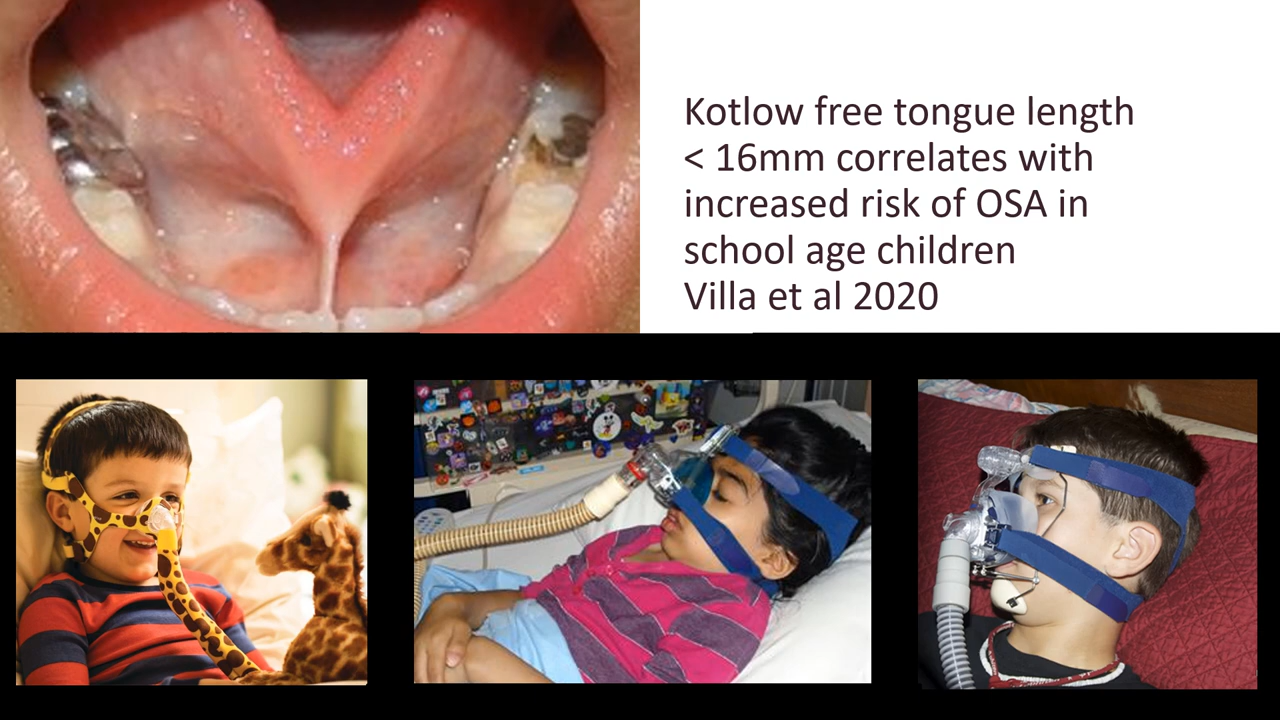 Kotlow free tongue length
< 16mm correlates with
increased risk of OSA in
school age children
Villa et al 2020